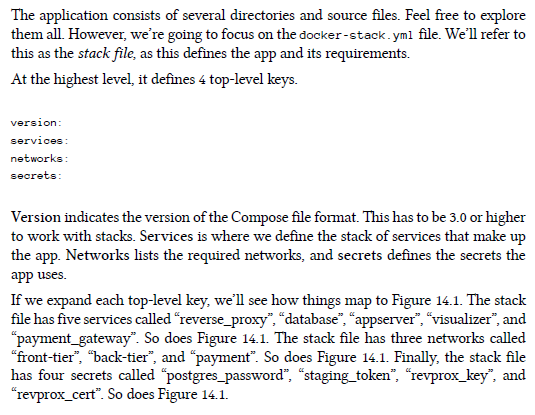 The application consists of several directories and source files. Feel free to explore
them all. However, we're going to focus on the docker-stack.yml file. We'll refer to
this as the stack file, as this defines the app and its requirements.
At the highest level, it defines 4 top-level keys.
version:
services:
networks:
secrets:
Version indicates the version of the Compose file format. This has to be 3.0 or higher
to work with stacks. Services is where we define the stack of services that make up
the app. Networks lists the required networks, and secrets defines the secrets the
app uses.
If we expand each top-level key, we'll see how things map to Figure 14.1. The stack
file has five services called “reverse_proxy”, “database”, “appserver”, “visualizer”, and
“payment_gateway”. So does Figure 14.1. The stack file has three networks called
“front-tier”, “back-tier”, and “payment”. So does Figure 14.1. Finally, the stack file
has four secrets called “postgres_password”, “staging_token”, “revprox_key”, and
“revprox_cert”. So does Figure 14.1.